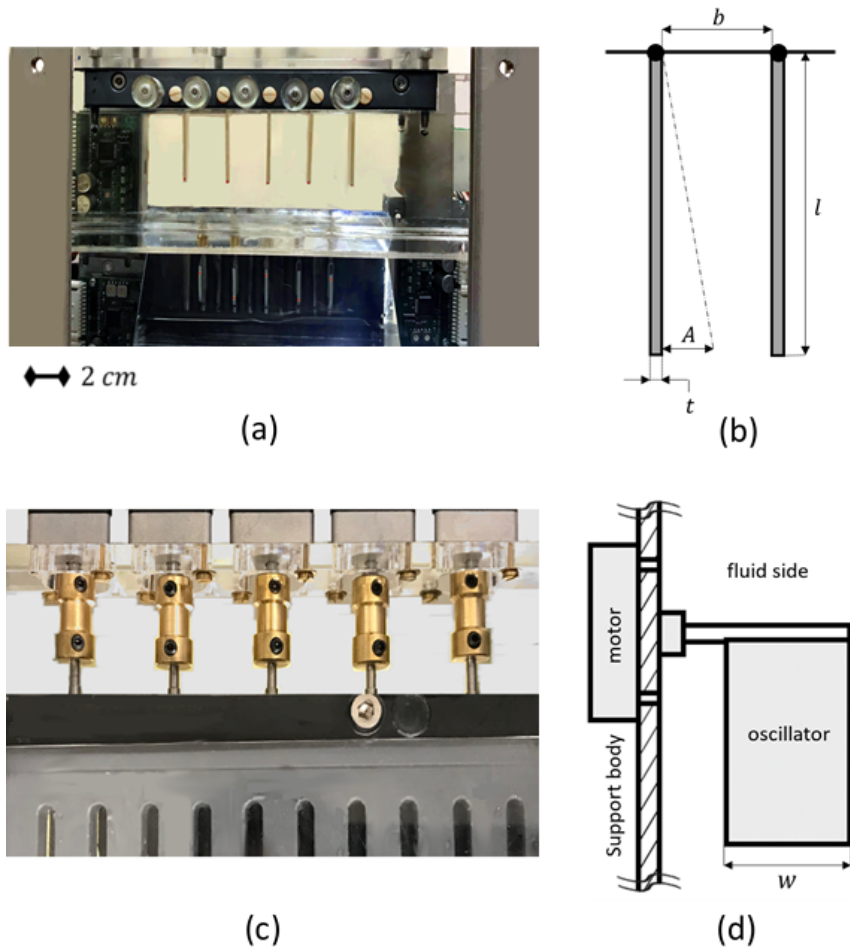 2 cm
(a)
b
l
A
t
(b)
(c)
fluid side
motor
oscillator
Support body
w
(d)